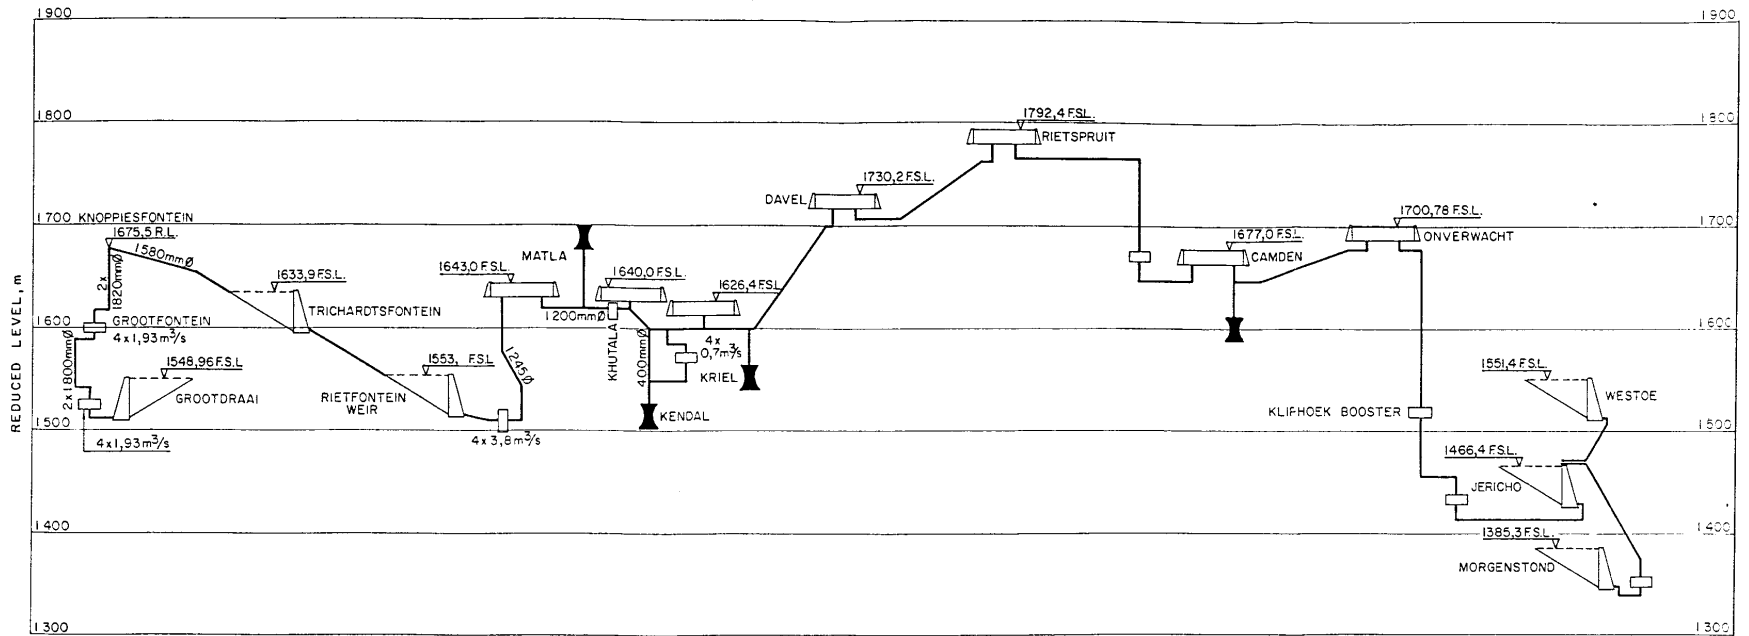 1900
1900
1800
1800
1792,4 F.S.L.
RIETSPRUIT
1730,2 F.S.L.
DAVEL
1700 KNOPPIESFONTEIN
1700
1675,5 R.L.
1580mmØ
2x
1820mmØ
1700,78 F.S.L.
ONVERWACHT
1677,0 F.S.L.
CAMDEN
MATLA
1643,0 F.S.L.
1640,0 F.S.L.
1633,9 F.S.L.
1626,4 F.S.L.
TRICHARDTSFONTEIN
GROOTFONTEIN
1200mmØ
1600
1600
4x1,93m³/s
4x
0,7m³/s
KHUTALA
400mmØ
2x1800mmØ
1548,96 F.S.L.
GROOTDRAAI
1553, F.S.L
RIETFONTEIN
WEIR
1245Ø
KRIEL
KENDAL
1551,4 F.S.L.
WESTOE
KLIPHOEK BOOSTER
1500
1500
4x1,93m³/s
4x3,8m³/s
1466,4 F.S.L.
JERICHO
1400
1400
1385,3 F.S.L.
MORGENSTOND
1300
1300
REDUCED LEVEL, m